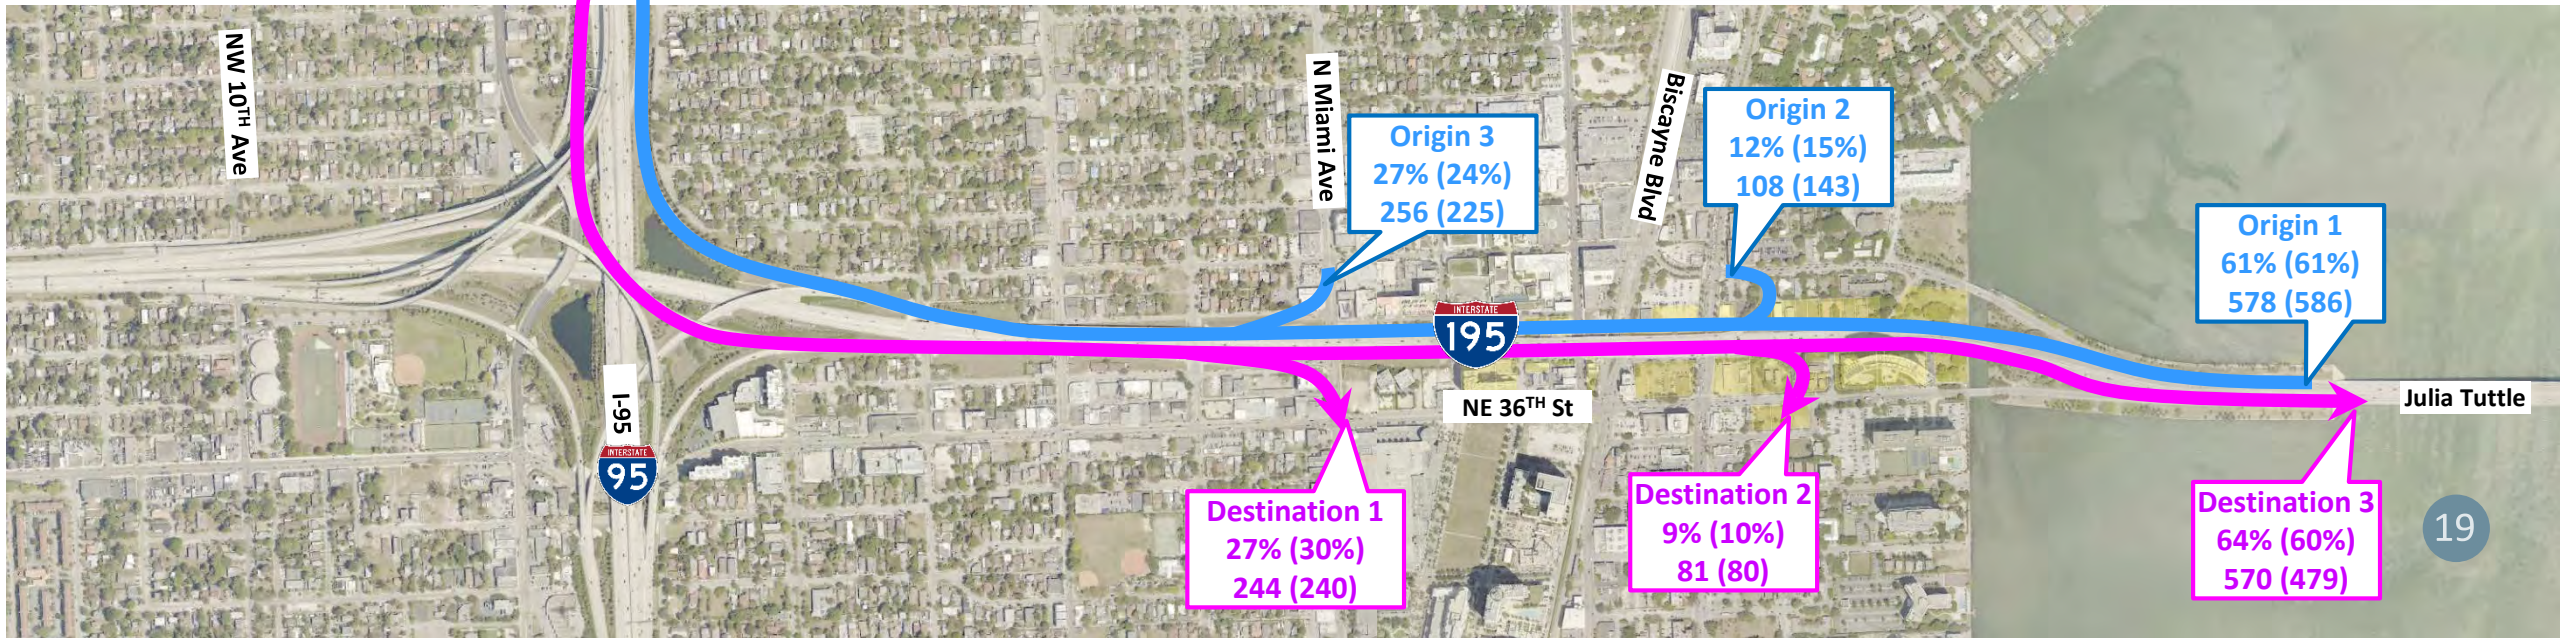 NW 10TH Ave
N Miami Ave
Biscayne Blvd
Origin 3
27% (24%)
256 (225)
Origin 2
12% (15%)
108 (143)
Origin 1
61% (61%)
578 (586)
INTERSTATE
195
I-95
INTERSTATE
95
NE 36TH St
Julia Tuttle
Destination 1
27% (30%)
244 (240)
Destination 2
9% (10%)
81 (80)
Destination 3
64% (60%)
570 (479)
19